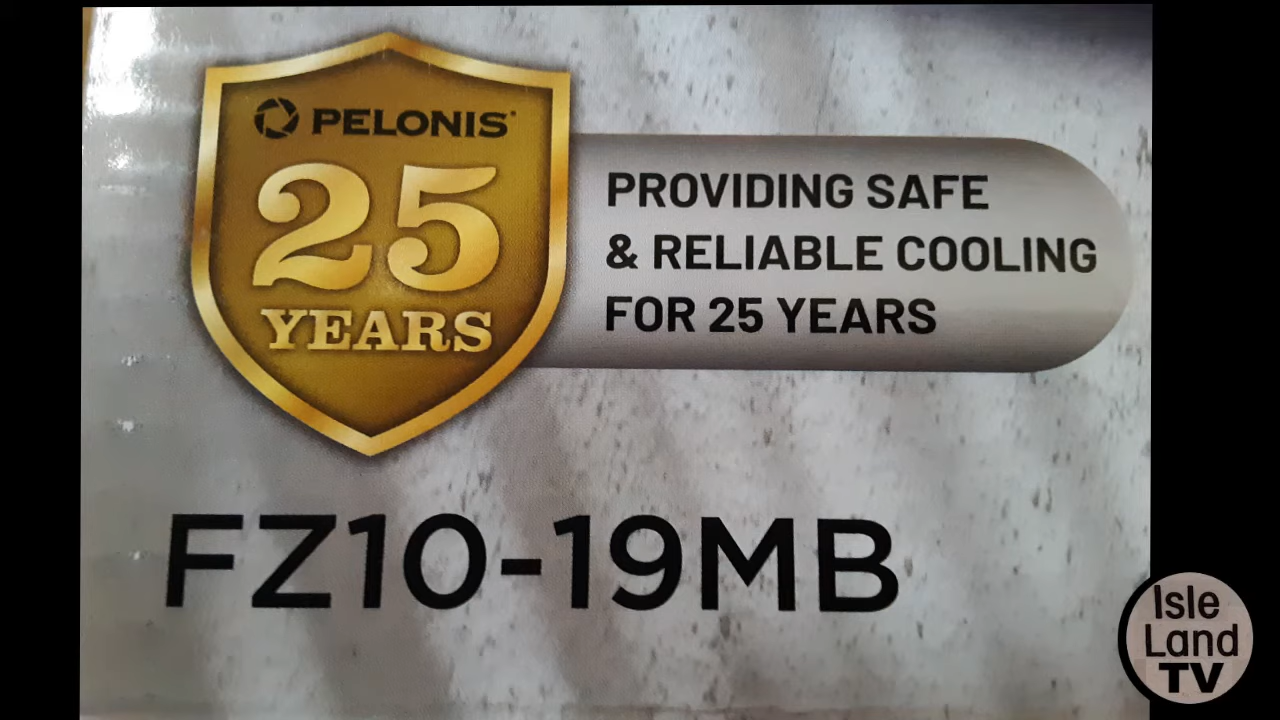 PELONIS®
25
YEARS
PROVIDING SAFE
& RELIABLE COOLING
FOR 25 YEARS
FZ10-19MB
Isle
Land
TV